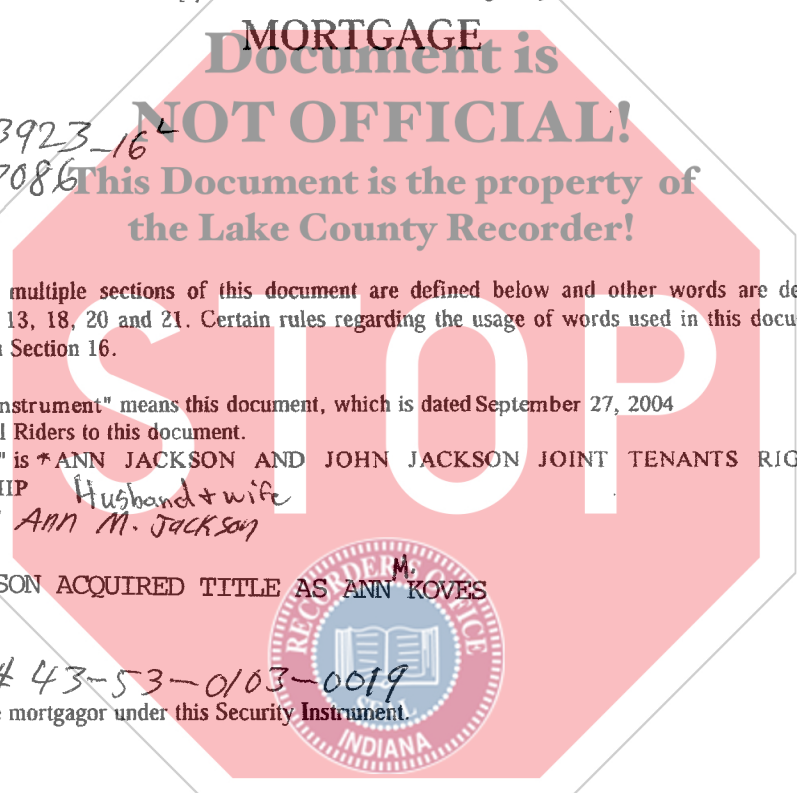 MORTGAGE
Document is
NOT OFFICIAL!
3923-16
7086
This Document is the property of
the Lake County Recorder!
multiple sections of this document are defined below and other words are de
13, 18, 20 and 21. Certain rules regarding the usage of words used in this docu
Section 16.
nstrument" means this document, which is dated September 27, 2004
l Riders to this document.
" is *ANN JACKSON AND JOHN JACKSON JOINT TENANTS RIG
HIP Husband + wife
Ann M. Jackson
SON ACQUIRED TITLE AS ANN M. KOVES
# 43-53-0103-0019
e mortgagor under this Security Instrument.
STOP
RECORDER'S OFFICE
SEAL
INDIANA